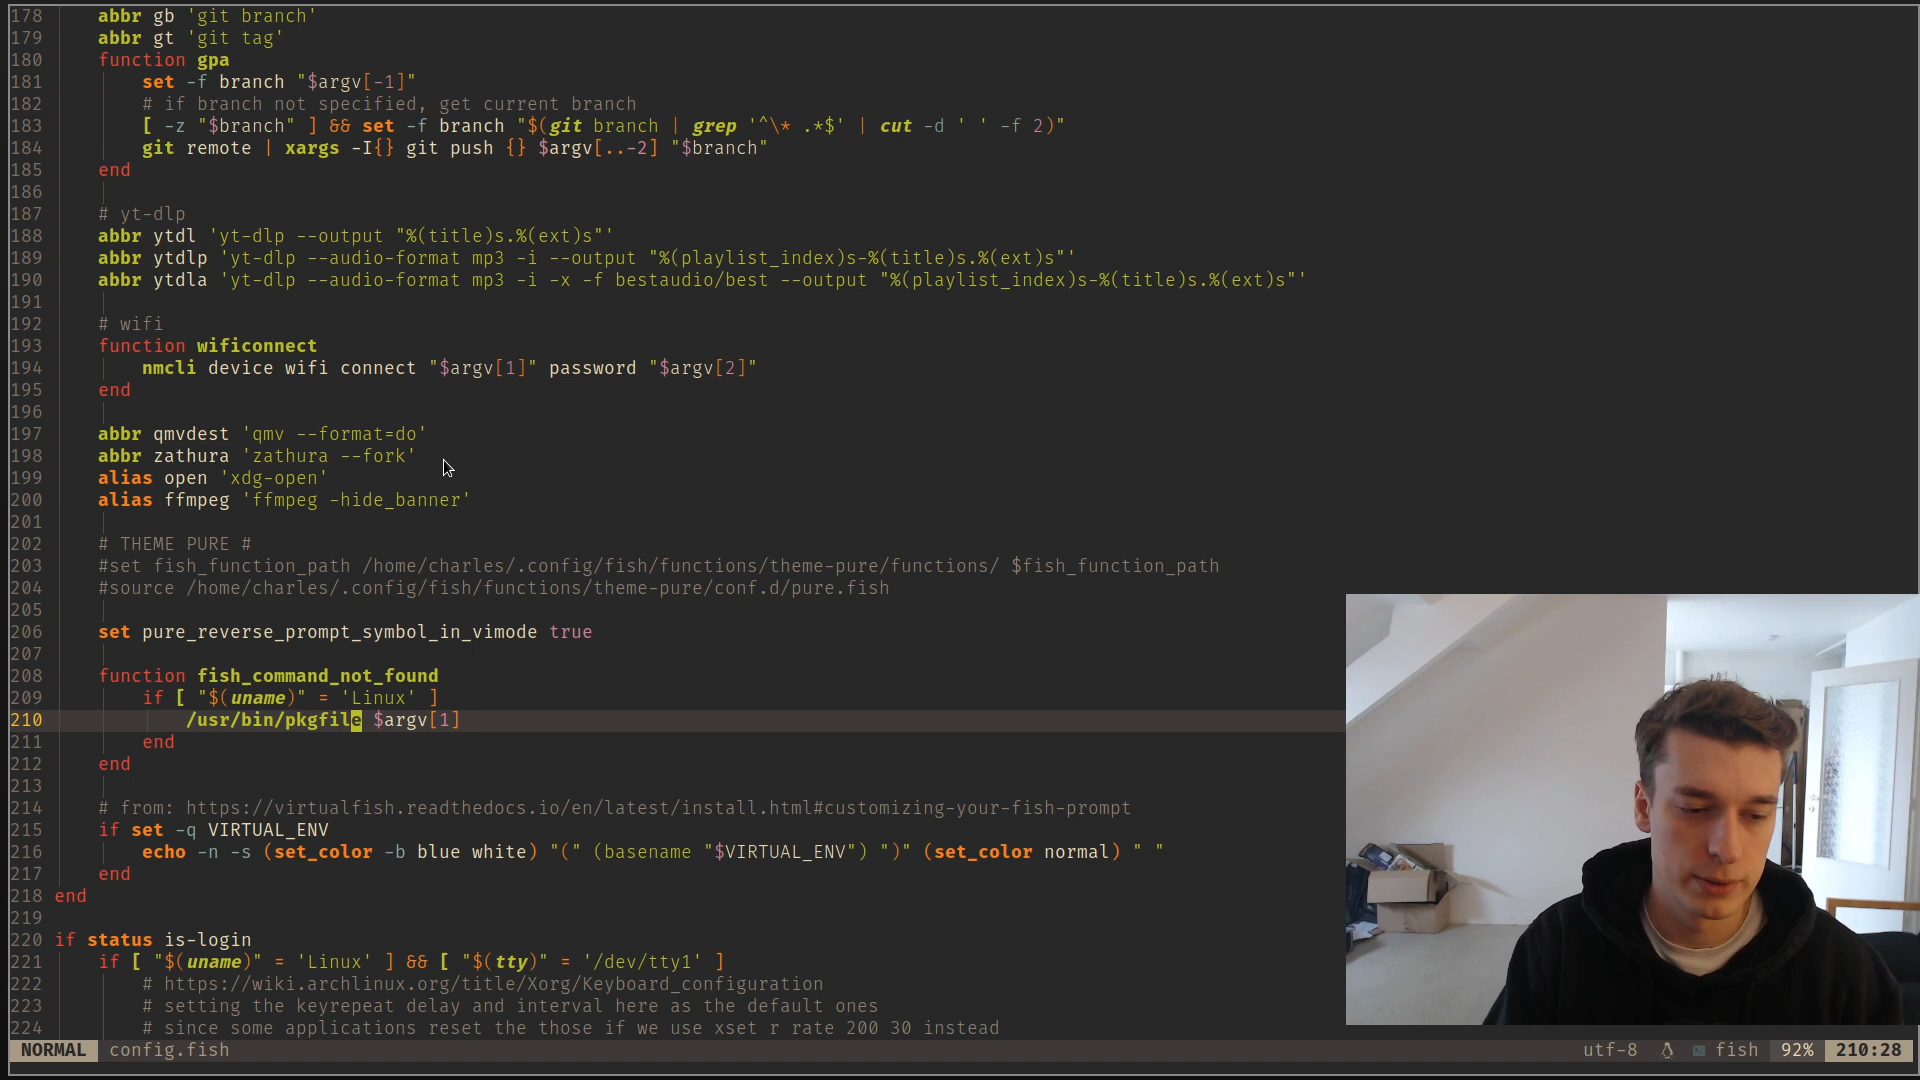 178 abbr gb 'git branch'
179 abbr gt 'git tag'
180 function gpa
181 set -f branch "$argv[-1]"
182 # if branch not specified, get current branch
183 [ -z "$branch" ] && set -f branch "$(git branch | grep '^\* .*$' | cut -d ' ' -f 2)"
184 git remote | xargs -I{} git push {} $argv[..-2] "$branch"
185 end
186
187 # yt-dlp
188 abbr ytdl 'yt-dlp --output "%(title)s.%(ext)s"'
189 abbr ytdlp 'yt-dlp --audio-format mp3 -i --output "%(playlist_index)s-%(title)s.%(ext)s"'
190 abbr ytdla 'yt-dlp --audio-format mp3 -i -x -f bestaudio/best --output "%(playlist_index)s-%(title)s.%(ext)s"'
191
192 # wifi
193 function wificonnect
194 nmcli device wifi connect "$argv[1]" password "$argv[2]"
195 end
196
197 abbr qmvdest 'qmv --format=do'
198 abbr zathura 'zathura --fork'
199 alias open 'xdg-open'
200 alias ffmpeg 'ffmpeg -hide_banner'
201
202 # THEME PURE #
203 #set fish_function_path /home/charles/.config/fish/functions/theme-pure/functions/ $fish_function_path
204 #source /home/charles/.config/fish/functions/theme-pure/conf.d/pure.fish
205
206 set pure_reverse_prompt_symbol_in_vimode true
207
208 function fish_command_not_found
209 if [ "$(uname)" = 'Linux' ]
210 /usr/bin/pkgfile $argv[1]
211 end
212 end
213
214 # from: https://virtualfish.readthedocs.io/en/latest/install.html#customizing-your-fish-prompt
215 if set -q VIRTUAL_ENV
216 echo -n -s (set_color -b blue white) "(" (basename "$VIRTUAL_ENV") ")" (set_color normal) " "
217 end
218 end
219
220 if status is-login
221 if [ "$(uname)" = 'Linux' ] && [ "$(tty)" = '/dev/tty1' ]
222 # https://wiki.archlinux.org/title/Xorg/Keyboard_configuration
223 # setting the keyrepeat delay and interval here as the default ones
224 # since some applications reset the those if we use xset r rate 200 30 instead
NORMAL config.fish utf-8 fish 92% 210:28